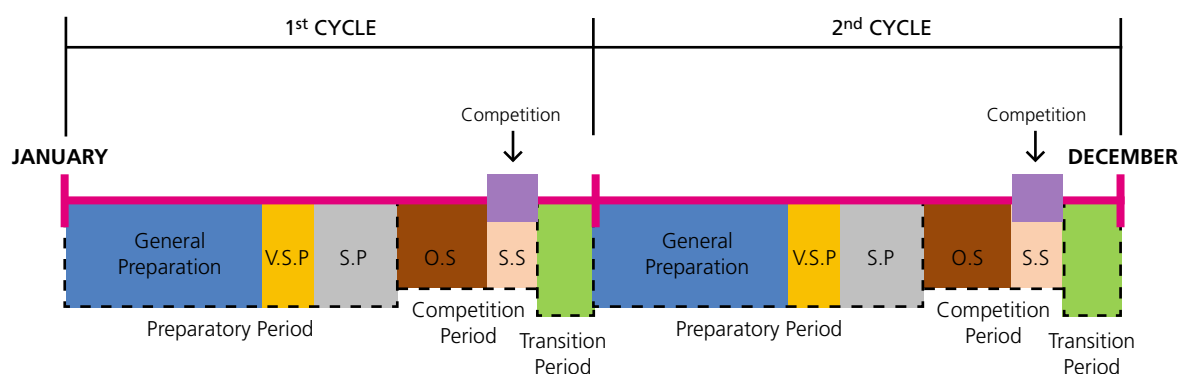 1st CYCLE
2nd CYCLE
Competition
Competition
JANUARY
DECEMBER
General
Preparation
V.S.P
S.P
O.S
S.S
General
Preparation
V.S.P
S.P
O.S
S.S
Preparatory Period
Competition
Period
Transition
Period
Preparatory Period
Competition
Period
Transition
Period